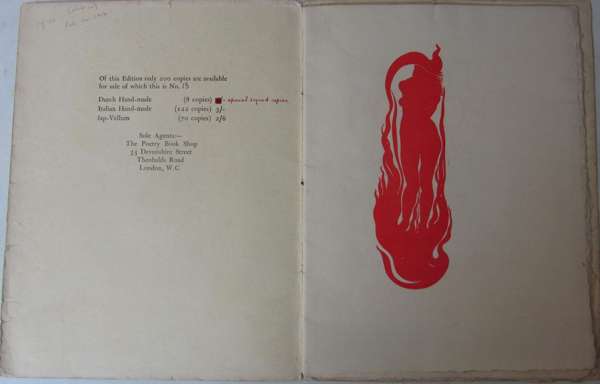 Of this Edition only 200 copies are available
for sale of which this is No. 15
Dutch Hand-made (8 copies) special signed copies
Italian Hand-made (122 copies) 3/-
Jap-Vellum (70 copies) 2/6
Sole Agents:—
The Poetry Book Shop
35 Devonshire Street
Theobalds Road
London, W.C